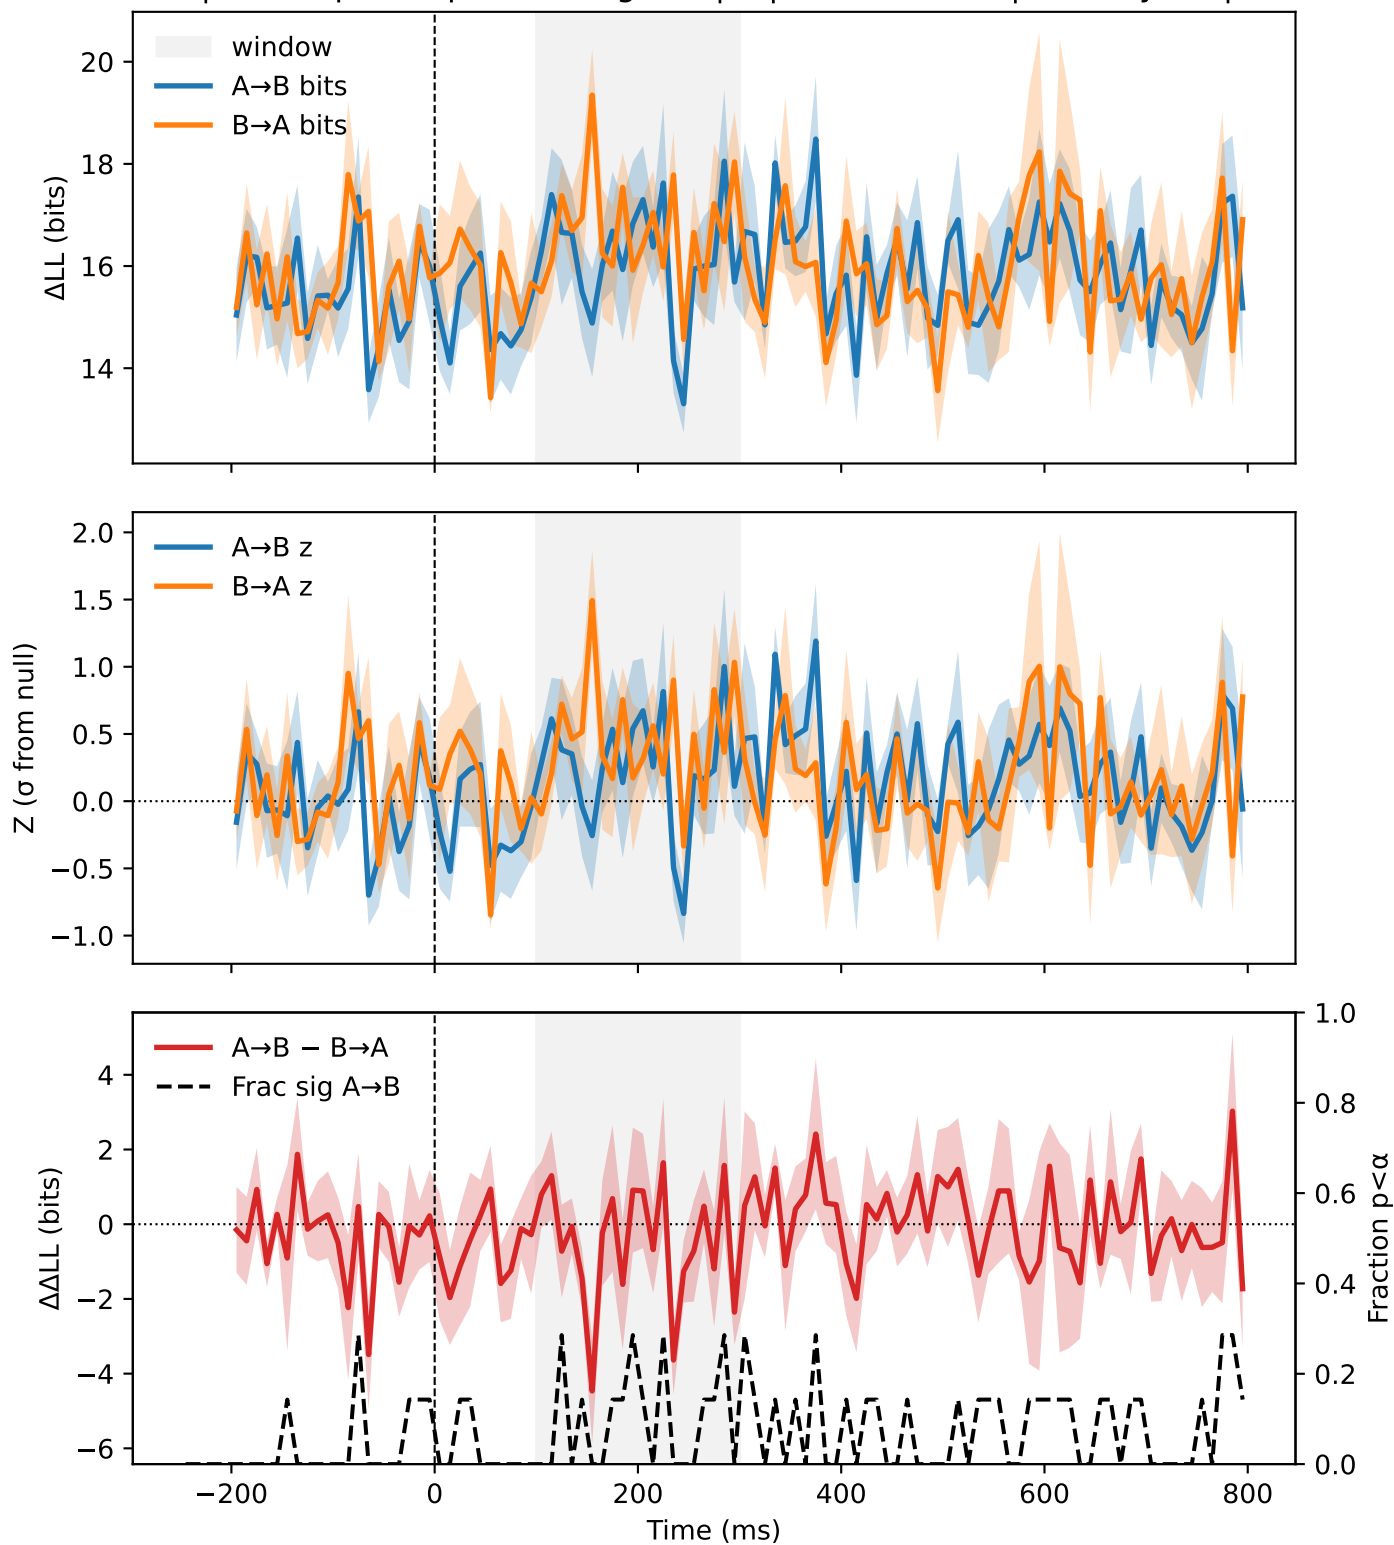 window
A→B bits
B→A bits
ΔLL (bits)
20
18
16
14
A→B z
B→A z
Z (σ from null)
2.0
1.5
1.0
0.5
0.0
−0.5
−1.0
A→B − B→A
Frac sig A→B
ΔΔLL (bits)
4
2
0
−2
−4
−6
1.0
0.8
0.6
0.4
0.2
0.0
Fraction p<α
−200
0
200
400
600
800
Time (ms)